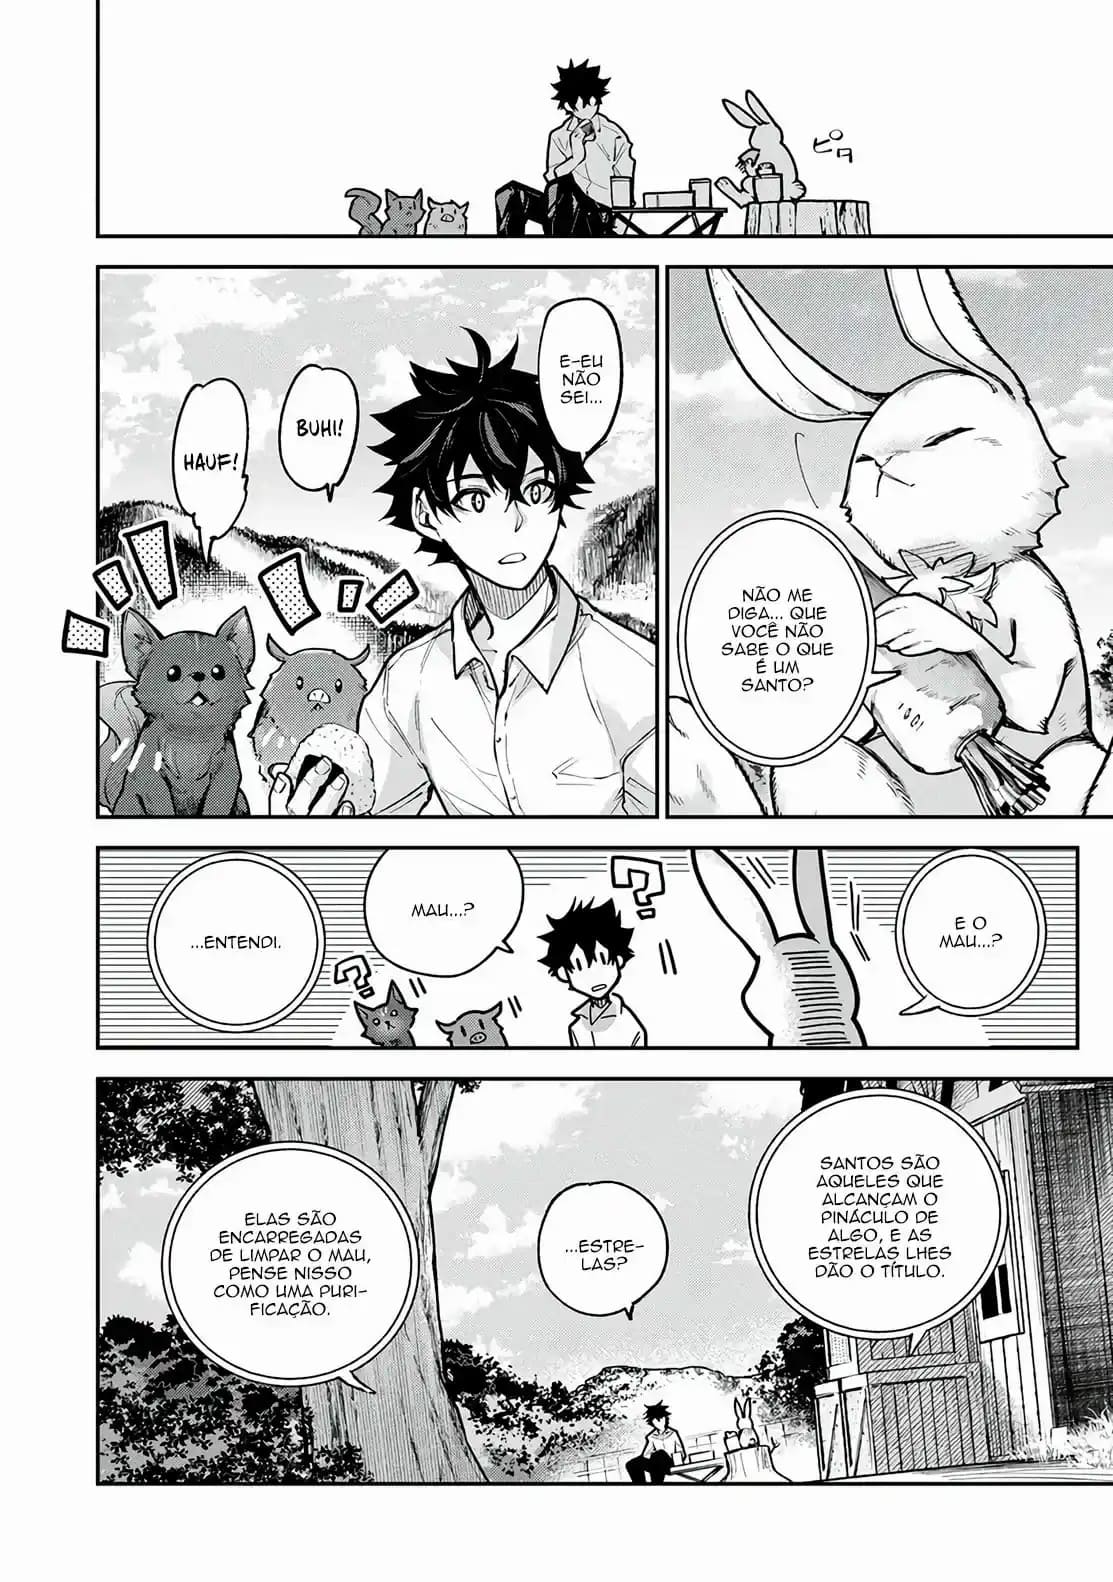 ピタ
NÃO ME
DIGA... QUE
VOCÊ NÃO
SABE O QUE
É UM
SANTO?
E-EU
NÃO
SEI...
BUHI!
HAUF!
E O
MAU...?
MAU...?
...ENTENDI.
SANTOS SÃO
AQUELES QUE
ALCANÇAM O
PINÁCULO DE
ALGO, E AS
ESTRELAS LHES
DÃO O TÍTULO.
...ESTRE-
LAS?
ELAS SÃO
ENCARREGADAS
DE LIMPAR O MAU,
PENSE NISSO
COMO UMA PURI-
FICAÇÃO.